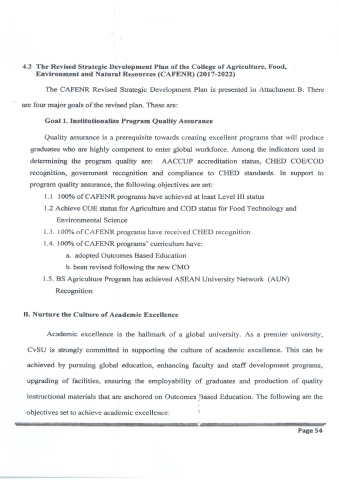 4.2 The Revised Strategic Development Plan of the College of Agriculture, Food,
Environment and Natural Resources (CAFENR) (2017-2022)
The CAFENR Revised Strategic Development Plan is presented in Attachment B. There
are four major goals of the revised plan. These are:
Goal 1. Institutionalize Program Quality Assurance
Quality assurance is a prerequisite towards creating excellent programs that will produce
graduates who are highly competent to enter global workforce. Among the indicators used in
determining the program quality are: AACCUP accreditation status, CHED COE/COD
recognition, government recognition and compliance to CHED standards. In support to
program quality assurance, the following objectives are set:
1.1 100% of CAFENR programs have achieved at least Level III status
1.2 Achieve COE status for Agriculture and COD status for Food Technology and
Environmental Science
1.3. 100% of CAFENR programs have received CHED recognition
1.4. 100% of CAFENR programs' curriculum have:
a. adopted Outcomes Based Education
b. been revised following the new CMO
1.5. BS Agriculture Program has achieved ASEAN University Network (AUN)
Recognition
II. Nurture the Culture of Academic Excellence
Academic excellence is the hallmark of a global university. As a premier university,
CvSU is strongly committed in supporting the culture of academic excellence. This can be
achieved by pursuing global education, enhancing faculty and staff development programs,
upgrading of facilities, ensuring the employability of graduates and production of quality
instructional materials that are anchored on Outcomes Based Education. The following are the
objectives set to achieve academic excellence:
Page 54